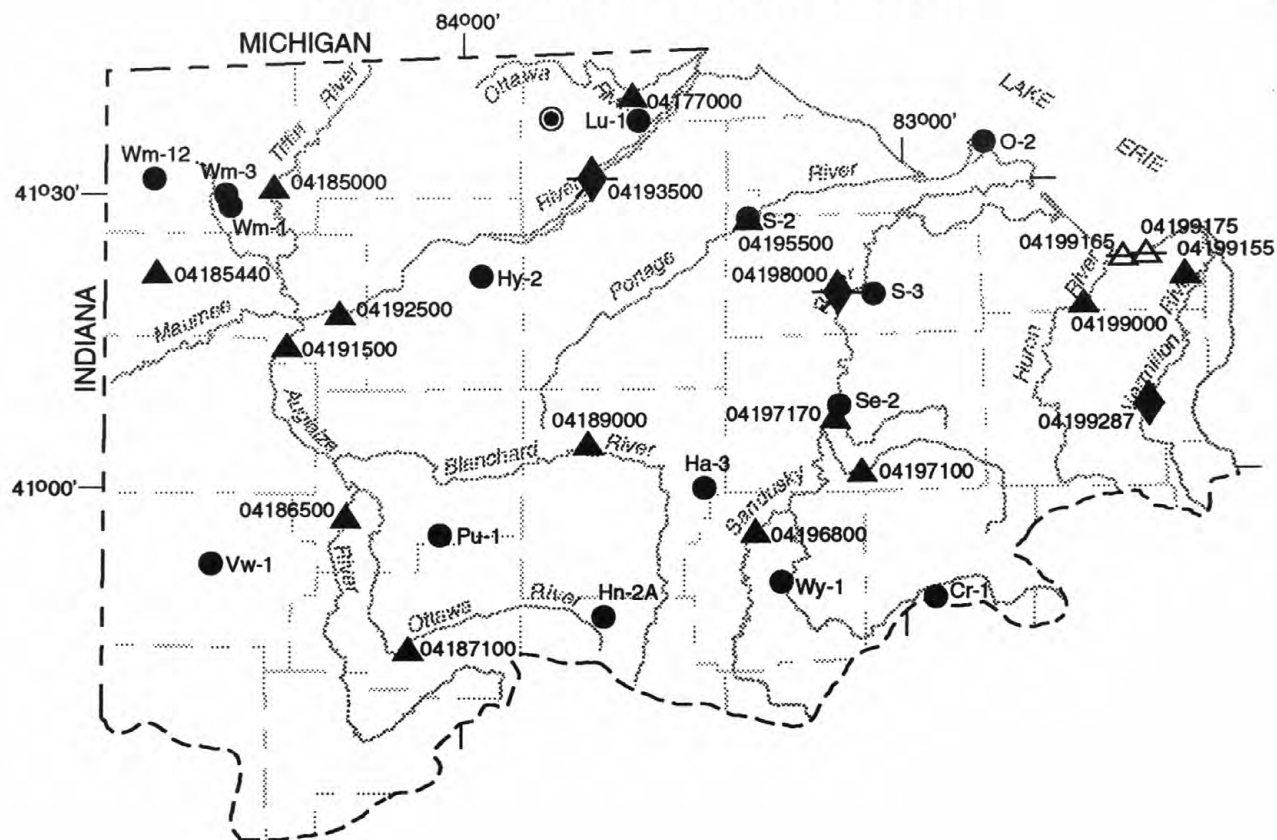 84°00'
MICHIGAN
Tiffin
River
Ottawa
River
04177000
Lu-1
LAKE
ERIE
83°00'
O-2
Wm-12
Wm-3
04185000
41°30'
Wm-1
River
04193500
River
S-2
04195500
04199175
04199165
04199155
04185440
Hy-2
Portage
04198000
River
S-3
River
River
Maumee
04192500
04199000
INDIANA
04191500
Huron
Vermilion
Auglaize
Se-2
04197170
04199287
04189000
Blanchard
River
Ha-3
04197100
41°00'
Sandusky
04186500
Pu-1
04196800
Vw-1
River
Hn-2A
River
Wy-1
Cr-1
Ottawa
04187100